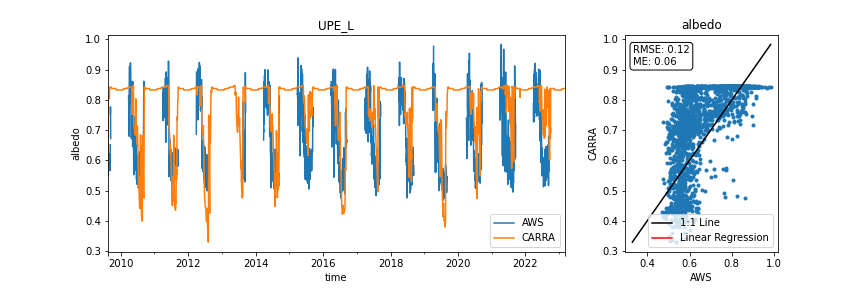 UPE_L
albedo
1.0
0.9
0.8
0.7
0.6
0.5
0.4
0.3
2010
2012
2014
2016
2018
2020
2022
time
AWS
CARRA
albedo
RMSE: 0.12
ME: 0.06
CARRA
1.0
0.9
0.8
0.7
0.6
0.5
0.4
0.3
0.4
0.6
0.8
1.0
AWS
1:1 Line
Linear Regression